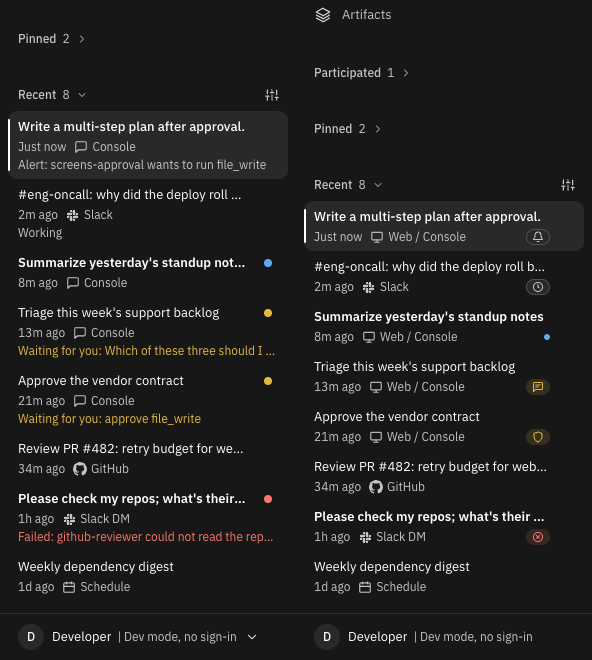 Pinned 2
Recent 8
Write a multi-step plan after approval.
Just now Console
Alert: screens-approval wants to run file_write
#eng-oncall: why did the deploy roll ...
2m ago Slack
Working
Summarize yesterday's standup not...
8m ago Console
Triage this week's support backlog
13m ago Console
Waiting for you: Which of these three should I ...
Approve the vendor contract
21m ago Console
Waiting for you: approve file_write
Review PR #482: retry budget for we...
34m ago GitHub
Please check my repos; what's their...
1h ago Slack DM
Failed: github-reviewer could not read the rep...
Weekly dependency digest
1d ago Schedule
D Developer | Dev mode, no sign-in
Artifacts
Participated 1
Pinned 2
Recent 8
Write a multi-step plan after approval.
Just now Web / Console
#eng-oncall: why did the deploy roll b...
2m ago Slack
Summarize yesterday's standup notes
8m ago Web / Console
Triage this week's support backlog
13m ago Web / Console
Approve the vendor contract
21m ago Web / Console
Review PR #482: retry budget for web...
34m ago GitHub
Please check my repos; what's their ...
1h ago Slack DM
Weekly dependency digest
1d ago Schedule
D Developer | Dev mode, no sign-in